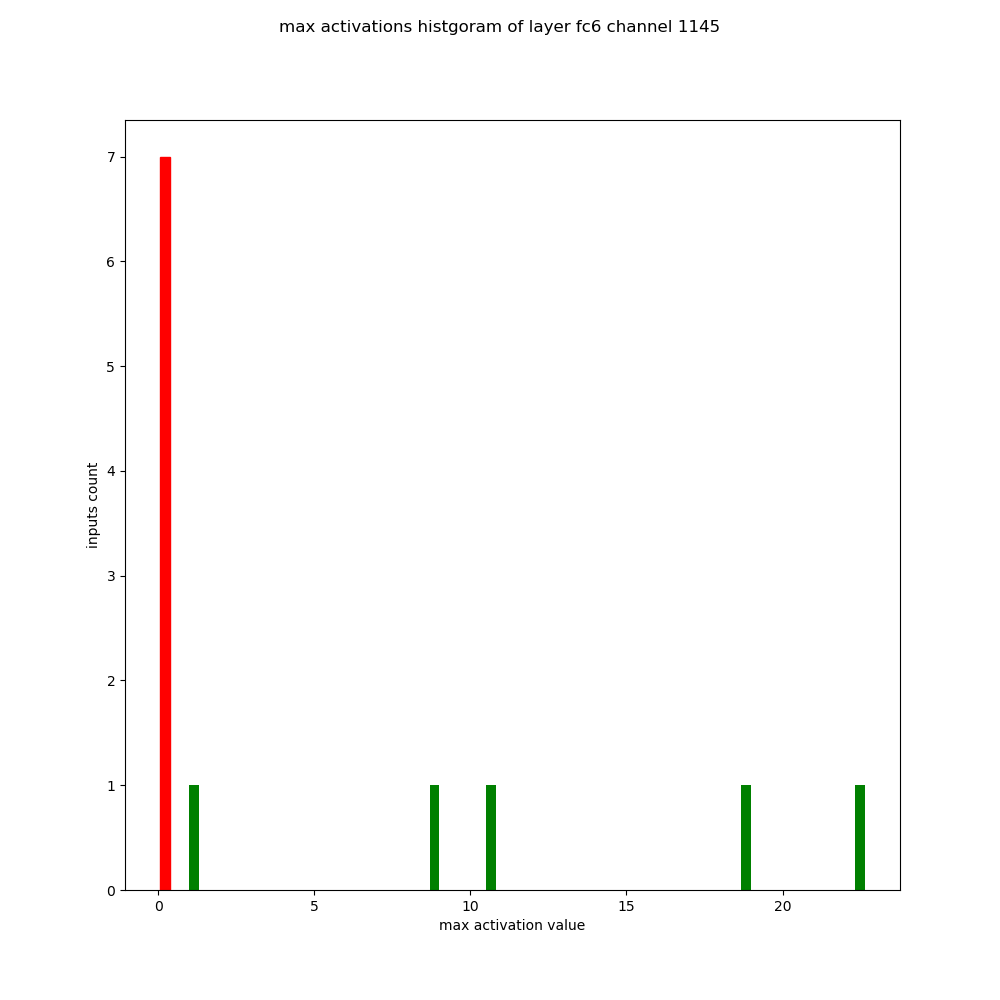 max activations histgoram of layer fc6 channel 1145
7
6
5
4
3
2
1
0
inputs count
0 5 10 15 20
max activation value